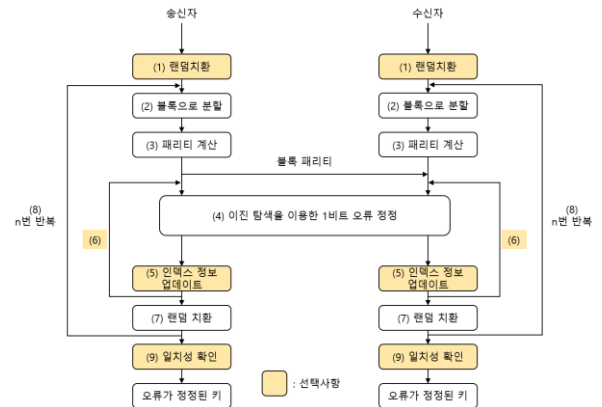 송신자
수신자
(1) 랜덤치환
(1) 랜덤치환
(2) 블록으로 분할
(2) 블록으로 분할
(3) 패리티 계산
(3) 패리티 계산
블록 패리티
(4) 이진 탐색을 이용한 1비트 오류 정정
(8)
n번 반복
(6)
(6)
(8)
n번 반복
(5) 인덱스 정보
업데이트
(5) 인덱스 정보
업데이트
(7) 랜덤 치환
(7) 랜덤 치환
(9) 일치성 확인
(9) 일치성 확인
: 선택사항
오류가 정정된 키
오류가 정정된 키